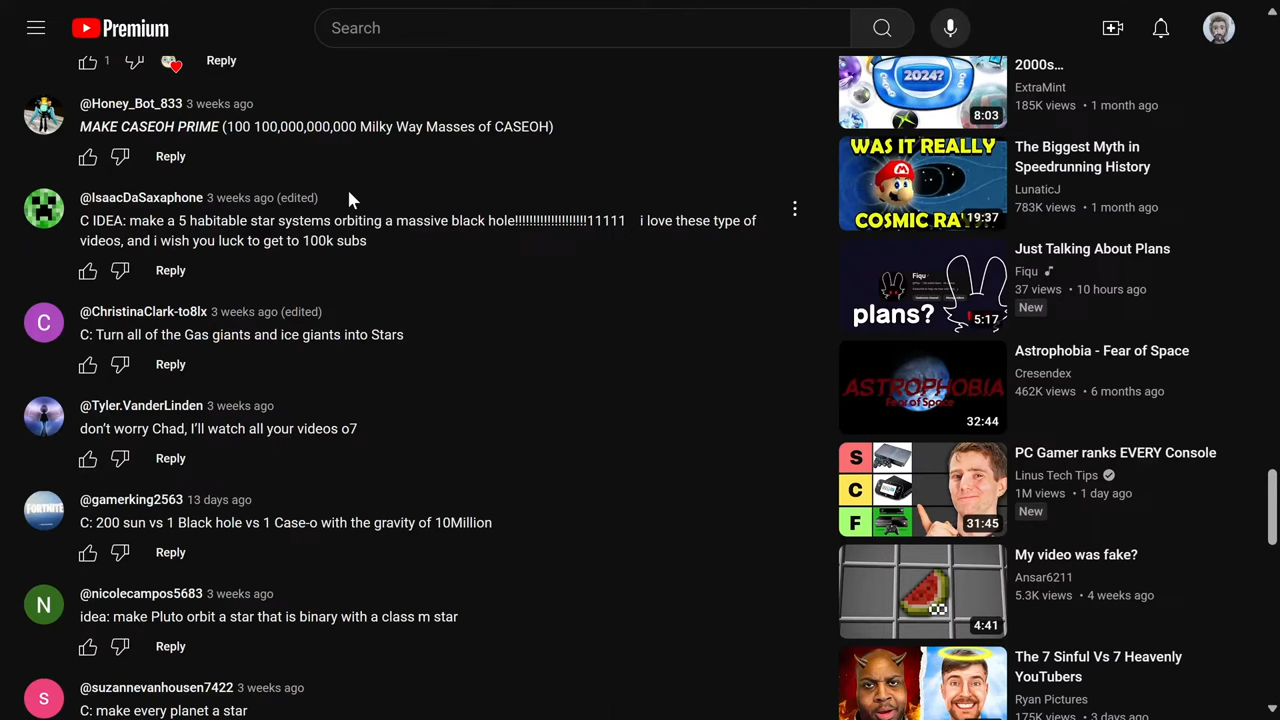 Premium
Search
1
Reply
@Honey_Bot_833 3 weeks ago
MAKE CASEOH PRIME (100 100,000,000,000 Milky Way Masses of CASEOH)
Reply
@IsaacDaSaxaphone 3 weeks ago (edited)
C IDEA: make a 5 habitable star systems orbiting a massive black hole!!!!!!!!!!!!!!!!!!!!11111 i love these type of
videos, and i wish you luck to get to 100k subs
Reply
C
@ChristinaClark-to8lx 3 weeks ago (edited)
C: Turn all of the Gas giants and ice giants into Stars
Reply
@Tyler.VanderLinden 3 weeks ago
don’t worry Chad, I’ll watch all your videos o7
Reply
FORTNITE
@gamerking2563 13 days ago
C: 200 sun vs 1 Black hole vs 1 Case-o with the gravity of 10Million
Reply
N
@nicolecampos5683 3 weeks ago
idea: make Pluto orbit a star that is binary with a class m star
Reply
s
@suzannevanhousen7422 3 weeks ago
C: make every planet a star
2024?
8:03
2000s...
ExtraMint
185K views • 1 month ago
WAS IT REALLY
COSMIC RA
19:37
The Biggest Myth in
Speedrunning History
LunaticJ
783K views • 1 month ago
Fiqu
plans?
5:17
Just Talking About Plans
Fiqu
37 views • 10 hours ago
New
ASTROPHOBIA
Fear of Space
32:44
Astrophobia - Fear of Space
Cresendex
462K views • 6 months ago
S
C
F
31:45
PC Gamer ranks EVERY Console
Linus Tech Tips
1M views • 1 day ago
New
4:41
My video was fake?
Ansar6211
5.3K views • 4 weeks ago
The 7 Sinful Vs 7 Heavenly
YouTubers
Ryan Pictures
175K views • 3 days ago